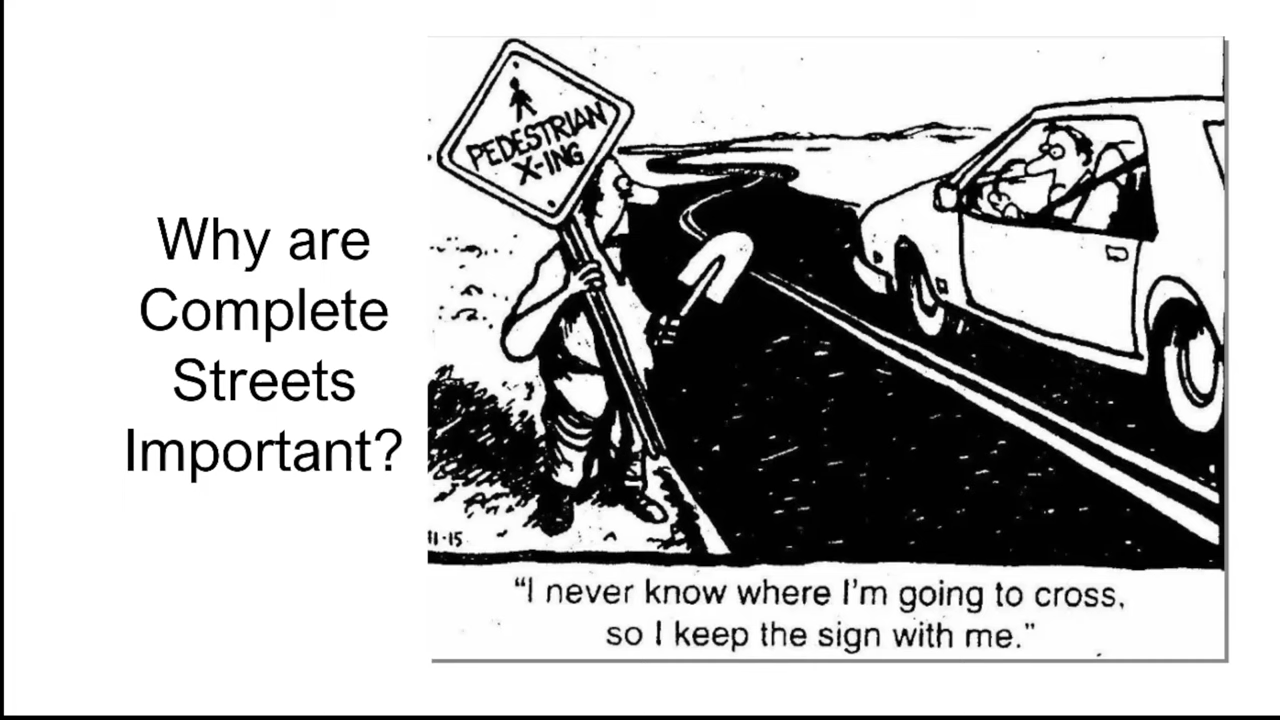 Why are
Complete
Streets
Important?
PEDESTRIAN
X-ING
11-15
"I never know where I'm going to cross,
so I keep the sign with me."